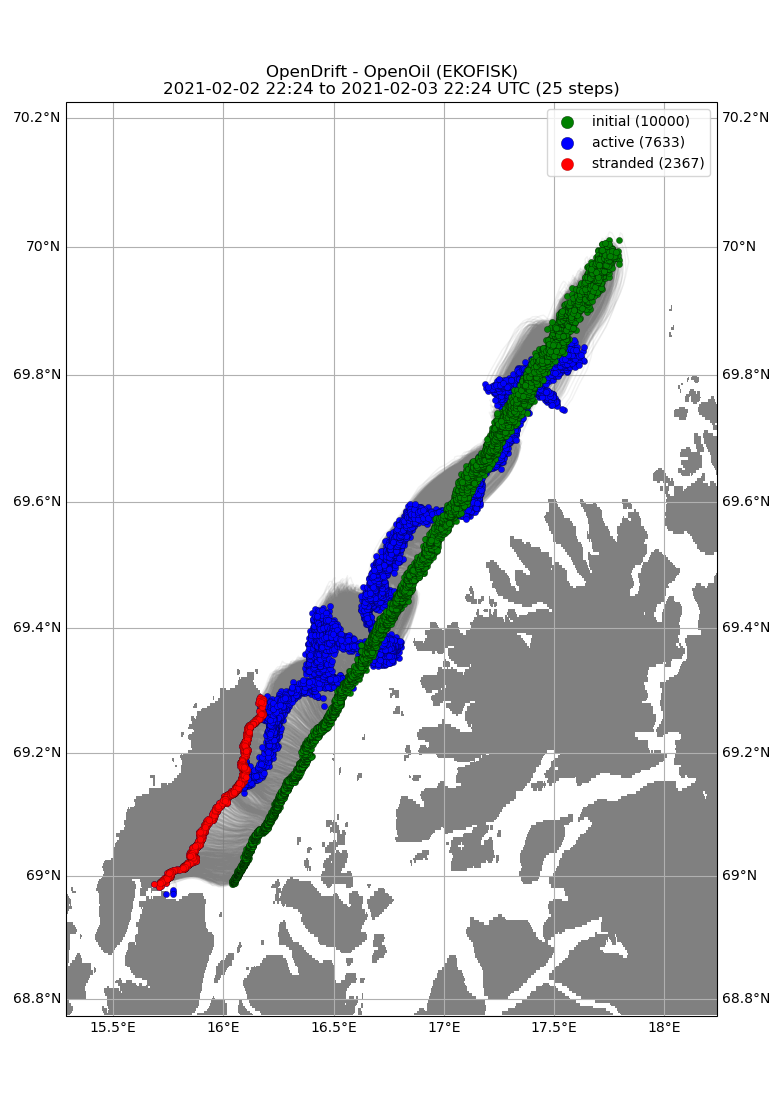 OpenDrift - OpenOil (EKOFISK)
2021-02-02 22:24 to 2021-02-03 22:24 UTC (25 steps)
initial (10000)
active (7633)
stranded (2367)
70.2°N 70.2°N
70°N 70°N
69.8°N 69.8°N
69.6°N 69.6°N
69.4°N 69.4°N
69.2°N 69.2°N
69°N 69°N
68.8°N 68.8°N
15.5°E 16°E 16.5°E 17°E 17.5°E 18°E